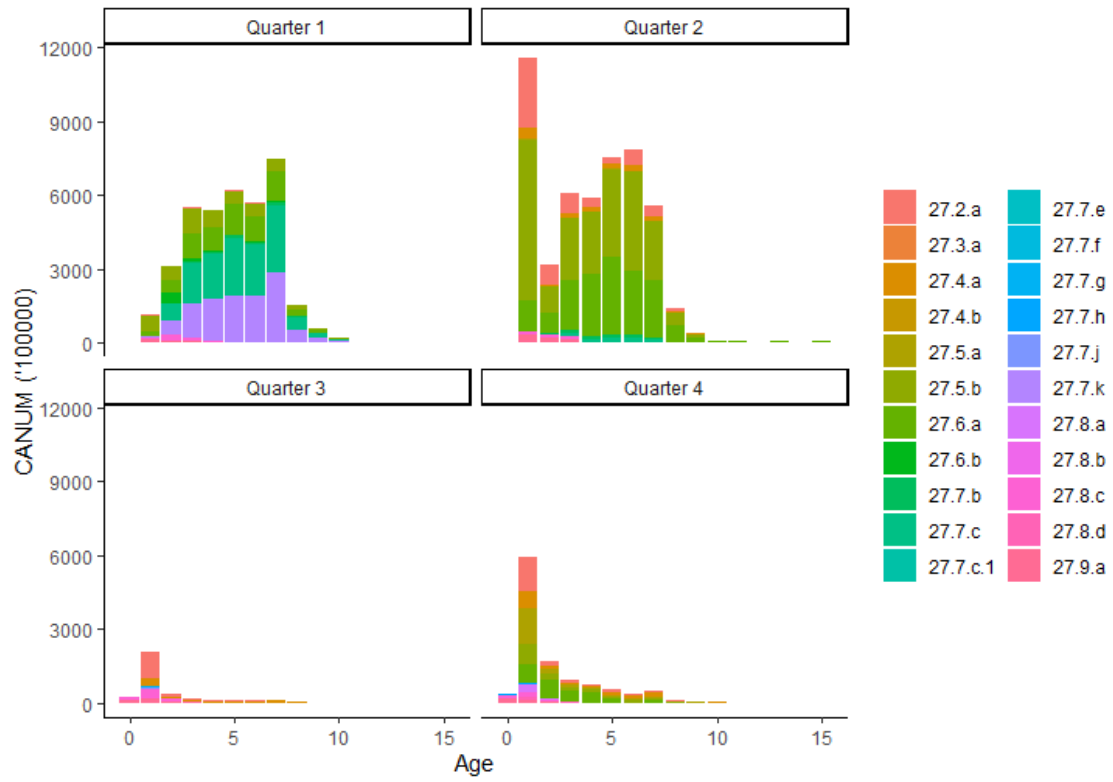 Quarter 1
Quarter 2
12000
9000
6000
3000
0
Quarter 3
Quarter 4
12000
9000
6000
3000
0
0
5
10
15
0
5
10
15
Age
CANUM ('100000)
27.2.a
27.3.a
27.4.a
27.4.b
27.5.a
27.5.b
27.6.a
27.6.b
27.7.b
27.7.c
27.7.c.1
27.7.e
27.7.f
27.7.g
27.7.h
27.7.j
27.7.k
27.8.a
27.8.b
27.8.c
27.8.d
27.9.a